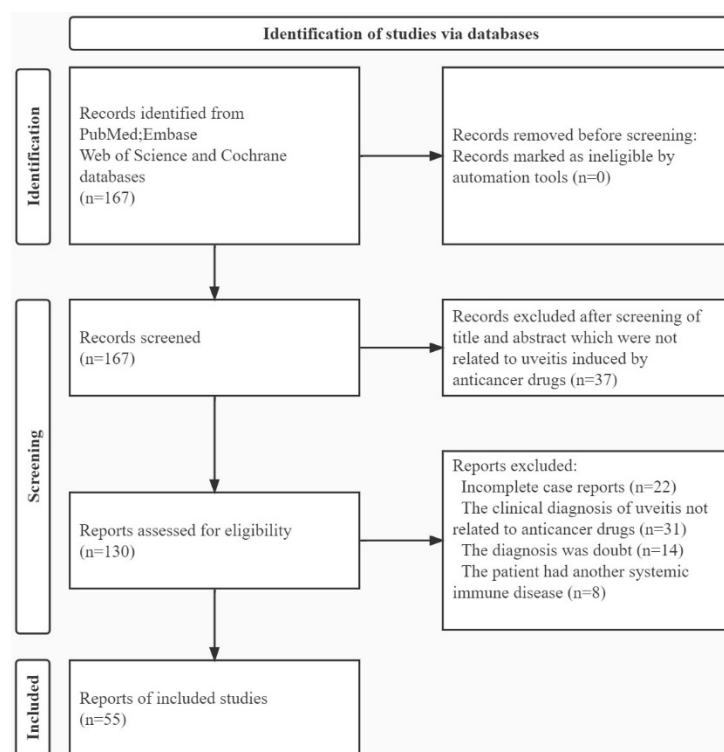 Identification of studies via databases
Identification
Records identified from
PubMed;Embase
Web of Science and Cochrane
databases
(n=167)
Records removed before screening:
Records marked as ineligible by
automation tools (n=0)
Screening
Records screened
(n=167)
Records excluded after screening of
title and abstract which were not
related to uveitis induced by
anticancer drugs (n=37)
Reports assessed for eligibility
(n=130)
Reports excluded:
Incomplete case reports (n=22)
The clinical diagnosis of uveitis not
related to anticancer drugs (n=31)
The diagnosis was doubt (n=14)
The patient had another systemic
immune disease (n=8)
Included
Reports of included studies
(n=55)